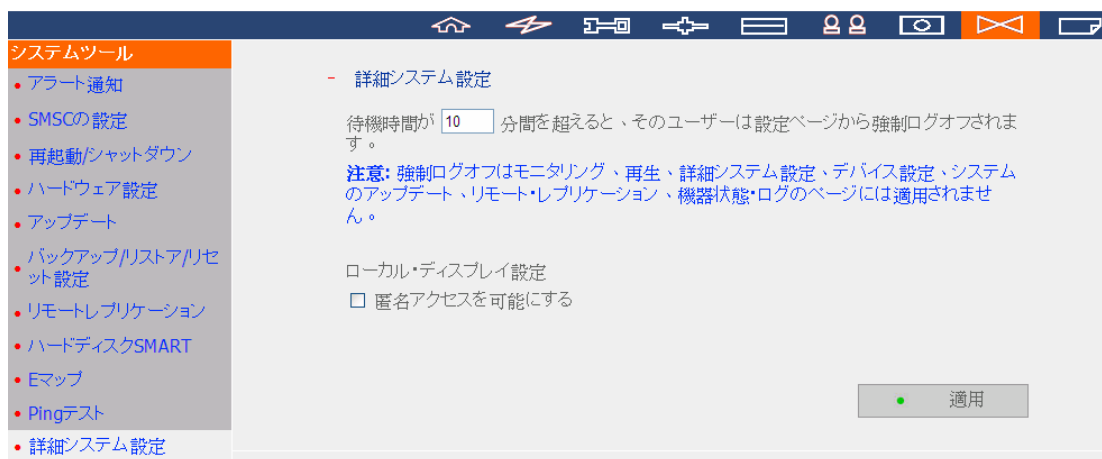 システムツール
アラート通知
SMSCの設定
再起動/シャットダウン
ハードウェア設定
アップデート
バックアップ/リストア/リセ
ット設定
リモートレプリケーション
ハードディスクSMART
Eマップ
Pingテスト
詳細システム設定
- 詳細システム設定
待機時間が 10 分間を超えると、そのユーザーは設定ページから強制ログオフされま
す。
注意: 強制ログオフはモニタリング、再生、詳細システム設定、デバイス設定、システム
のアップデート、リモート・レプリケーション、機器状態・ログのページには適用されませ
ん。
ローカル・ディスプレイ設定
匿名アクセスを可能にする
適用